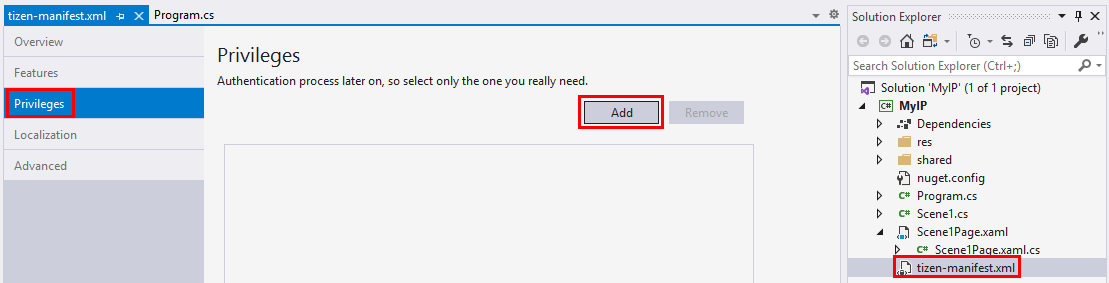 tizen-manifest.xml
Program.cs
Overview
Features
Privileges
Localization
Advanced
Privileges
Authentication process later on, so select only the one you really need.
Add
Remove
Solution Explorer
Search Solution Explorer (Ctrl+;)
Solution 'MyIP' (1 of 1 project)
C# MyIP
Dependencies
res
shared
nuget.config
C# Program.cs
C# Scene1.cs
Scene1Page.xaml
C# Scene1Page.xaml.cs
tizen-manifest.xml